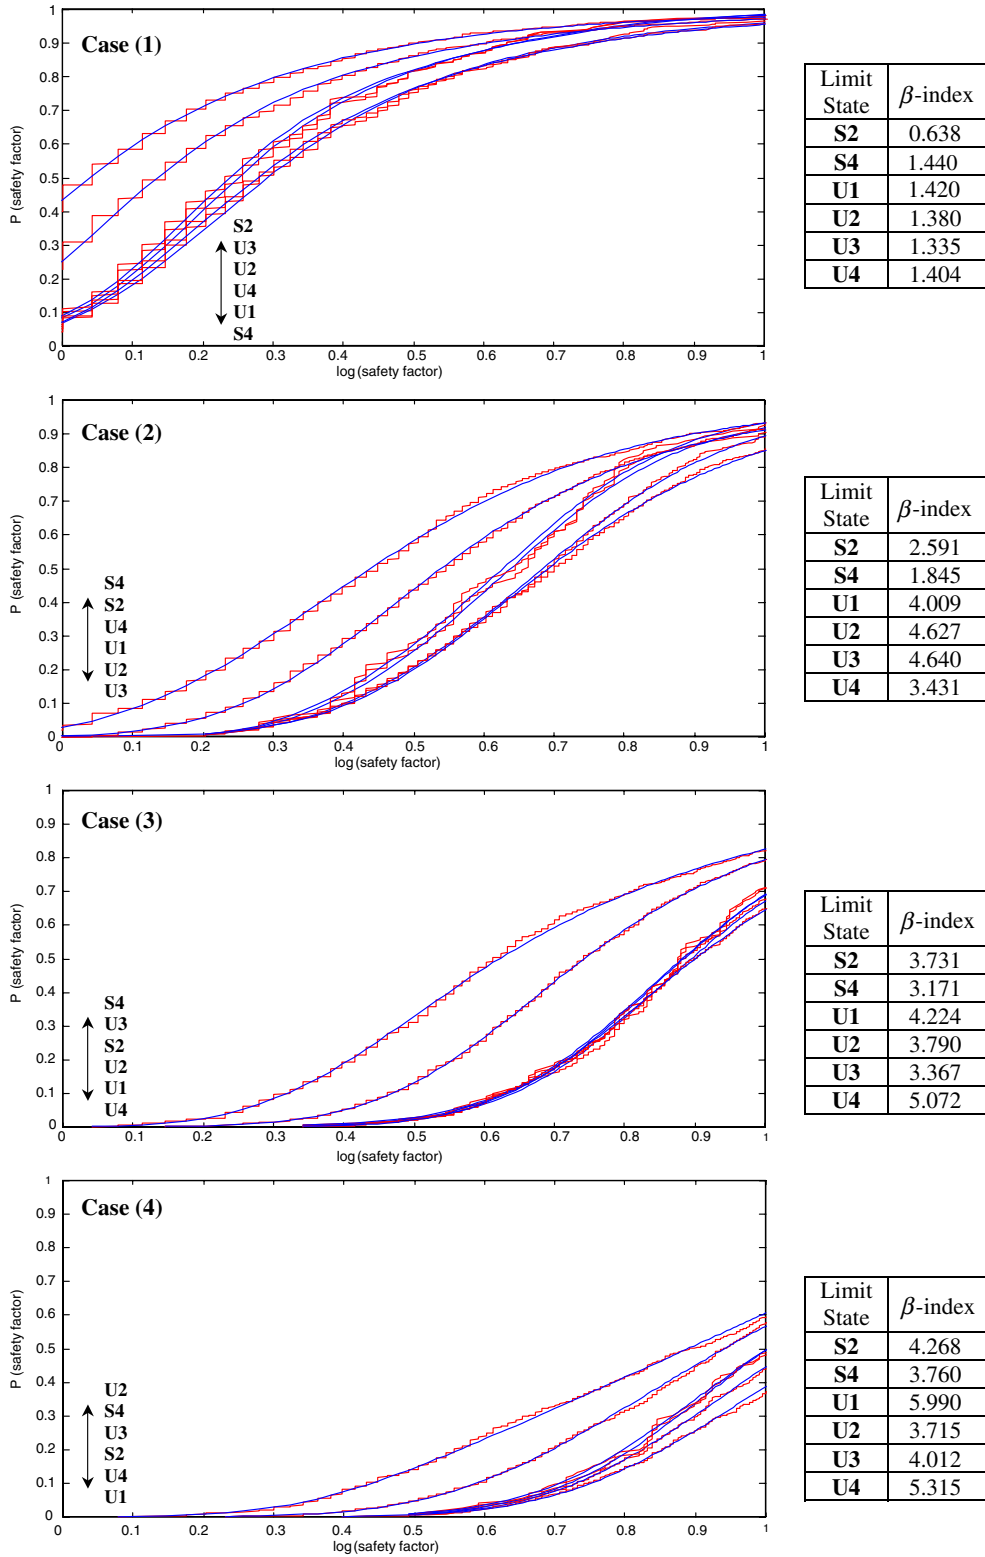 Case (1)
P (safety factor)
1
0.9
0.8
0.7
0.6
0.5
0.4
0.3
0.2
0.1
0
S2
U3
U2
U4
U1
S4
0 0.1 0.2 0.3 0.4 0.5 0.6 0.7 0.8 0.9 1
log (safety factor)
Limit State β-index
S2 0.638
S4 1.440
U1 1.420
U2 1.380
U3 1.335
U4 1.404
Case (2)
P (safety factor)
1
0.9
0.8
0.7
0.6
0.5
0.4
0.3
0.2
0.1
0
S4
S2
U4
U1
U2
U3
0 0.1 0.2 0.3 0.4 0.5 0.6 0.7 0.8 0.9 1
log (safety factor)
Limit State β-index
S2 2.591
S4 1.845
U1 4.009
U2 4.627
U3 4.640
U4 3.431
Case (3)
P (safety factor)
1
0.9
0.8
0.7
0.6
0.5
0.4
0.3
0.2
0.1
0
S4
U3
S2
U2
U1
U4
0 0.1 0.2 0.3 0.4 0.5 0.6 0.7 0.8 0.9 1
log (safety factor)
Limit State β-index
S2 3.731
S4 3.171
U1 4.224
U2 3.790
U3 3.367
U4 5.072
Case (4)
P (safety factor)
1
0.9
0.8
0.7
0.6
0.5
0.4
0.3
0.2
0.1
0
U2
S4
U3
S2
U4
U1
0 0.1 0.2 0.3 0.4 0.5 0.6 0.7 0.8 0.9 1
log (safety factor)
Limit State β-index
S2 4.268
S4 3.760
U1 5.990
U2 3.715
U3 4.012
U4 5.315